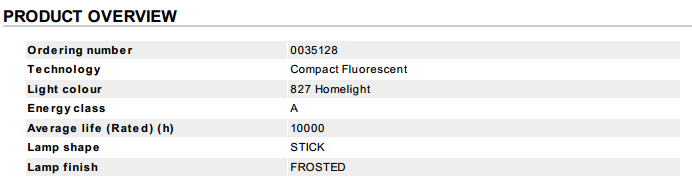 PRODUCT OVERVIEW
Ordering number 0035128
Technology Compact Fluorescent
Light colour 827 Homelight
Energy class A
Average life (Rated) (h) 10000
Lamp shape STICK
Lamp finish FROSTED